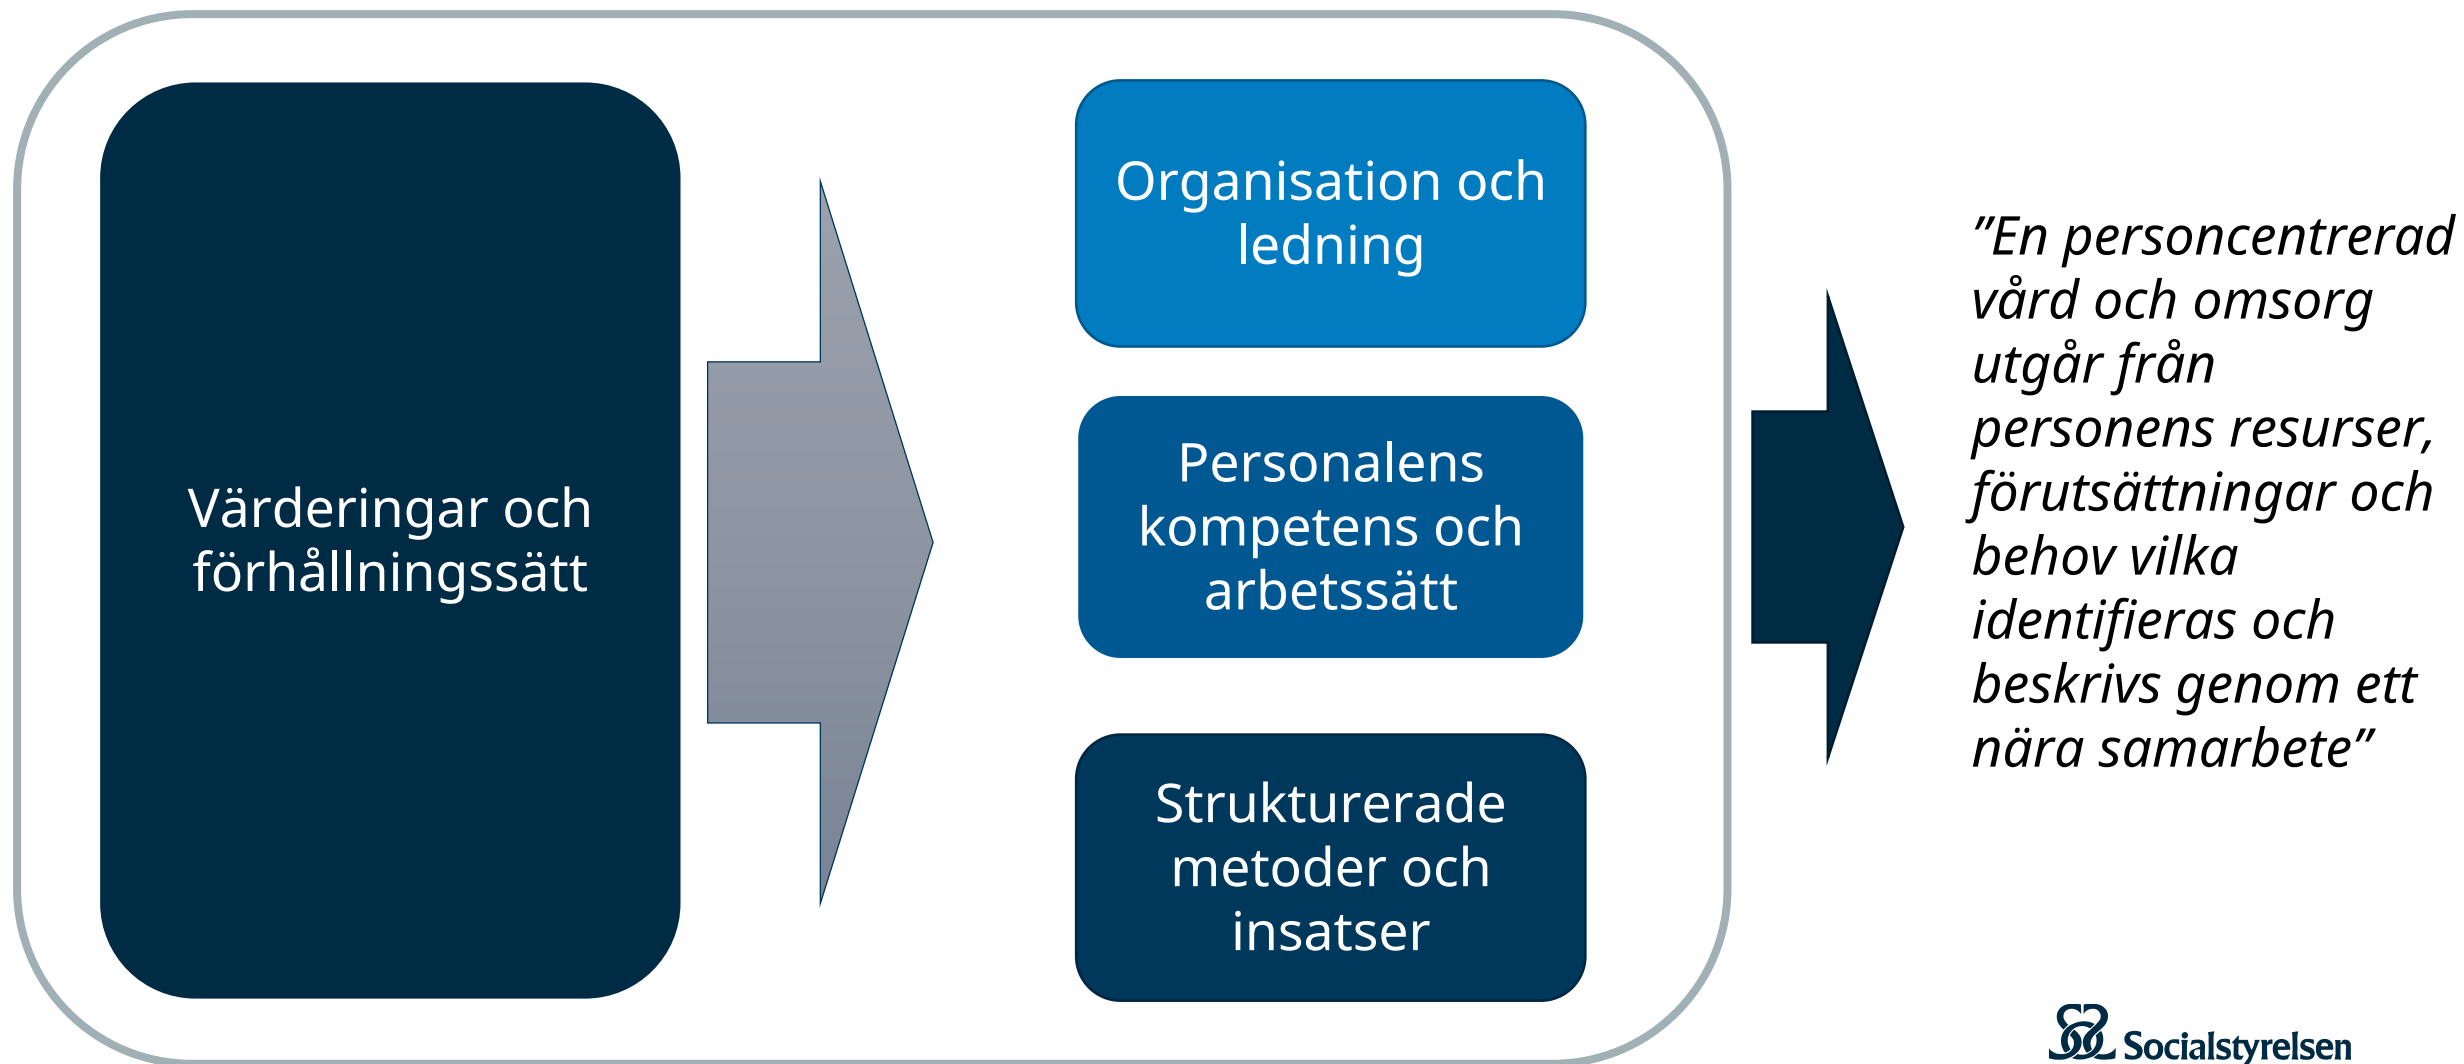 Värderingar och
förhållningssätt
Organisation och
ledning
Personalens
kompetens och
arbetssätt
Strukturerade
metoder och
insatser
”En personcentrerad
vård och omsorg
utgår från
personens resurser,
förutsättningar och
behov vilka
identifieras och
beskrivs genom ett
nära samarbete”
Socialstyrelsen